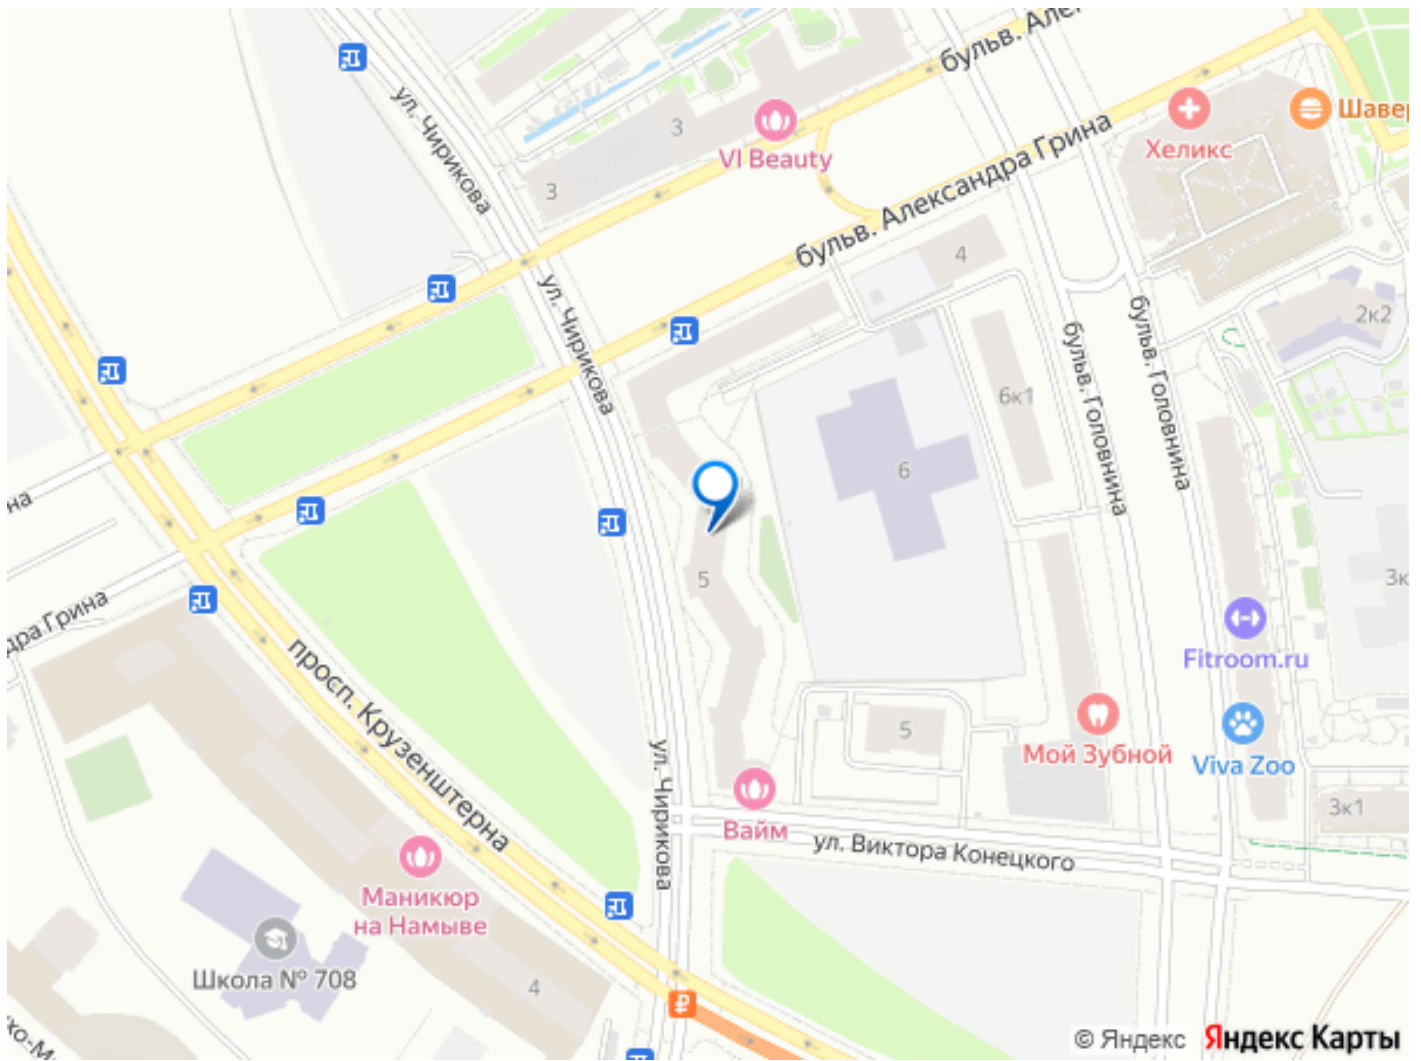 бульв. Але
ул. Чирикова
3
VI Beauty
Хеликс
Шавер
3
бульв. Александра Грина
4
ул. Чирикова
2к2
бульв. Головнина
бульв. Головнина
6к1
6
на
5
дра Грина
3к
просп. Крузенштерна
Fitroom.ru
5
Мой Зубной
Viva Zoo
ул. Чирикова
3к1
Вайм
ул. Виктора Конецкого
Маникюр
на Намыве
Школа № 708
4
ко-М
₽
© Яндекс Яндекс Карты